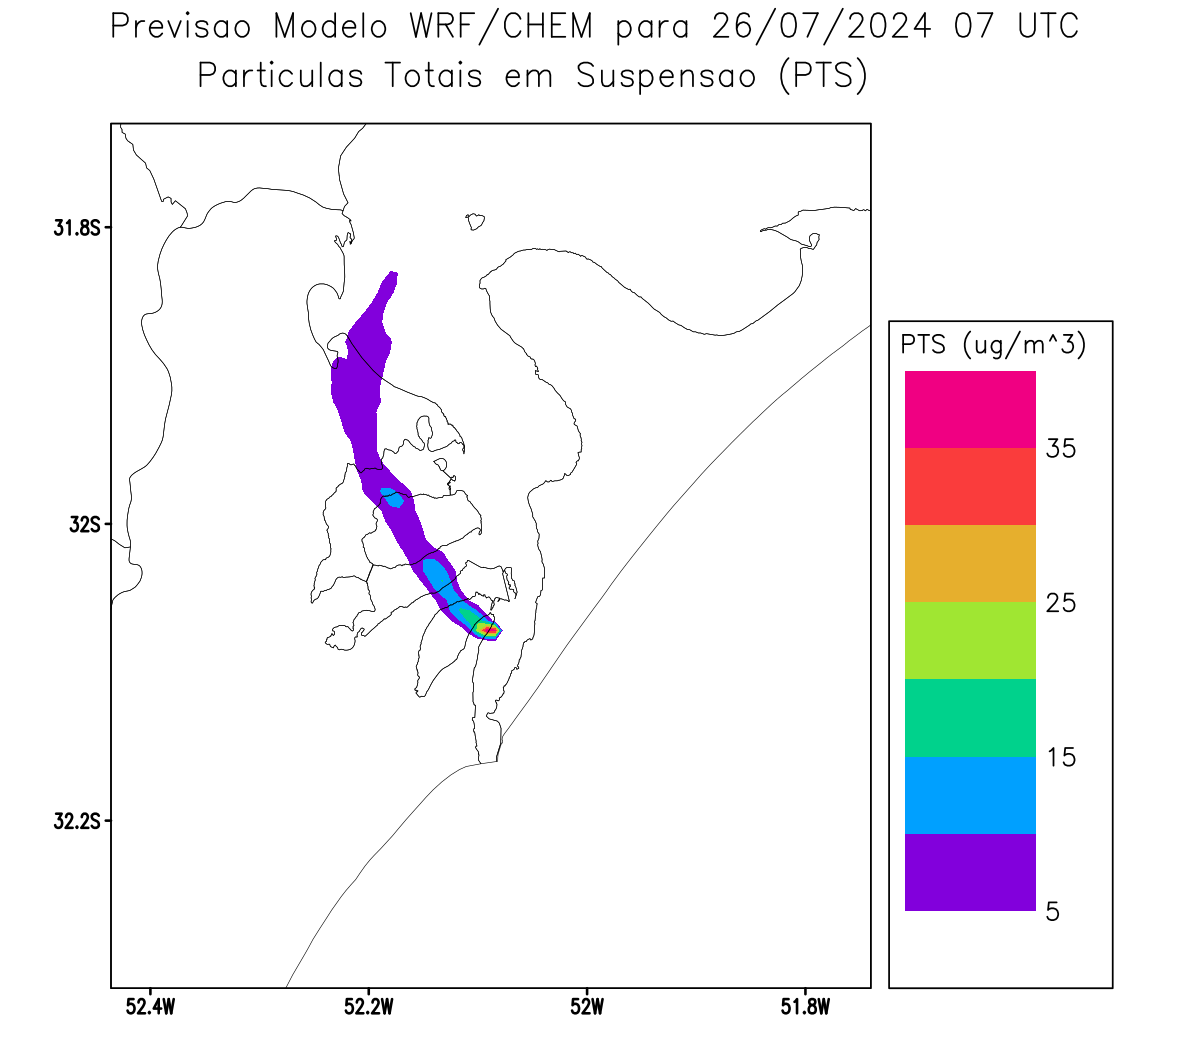 Previsao Modelo WRF/CHEM para 26/07/2024 07 UTC
Particulas Totais em Suspensao (PTS)
31.8S
32S
32.2S
52.4W
52.2W
52W
51.8W
PTS (ug/m^3)
35
25
15
5